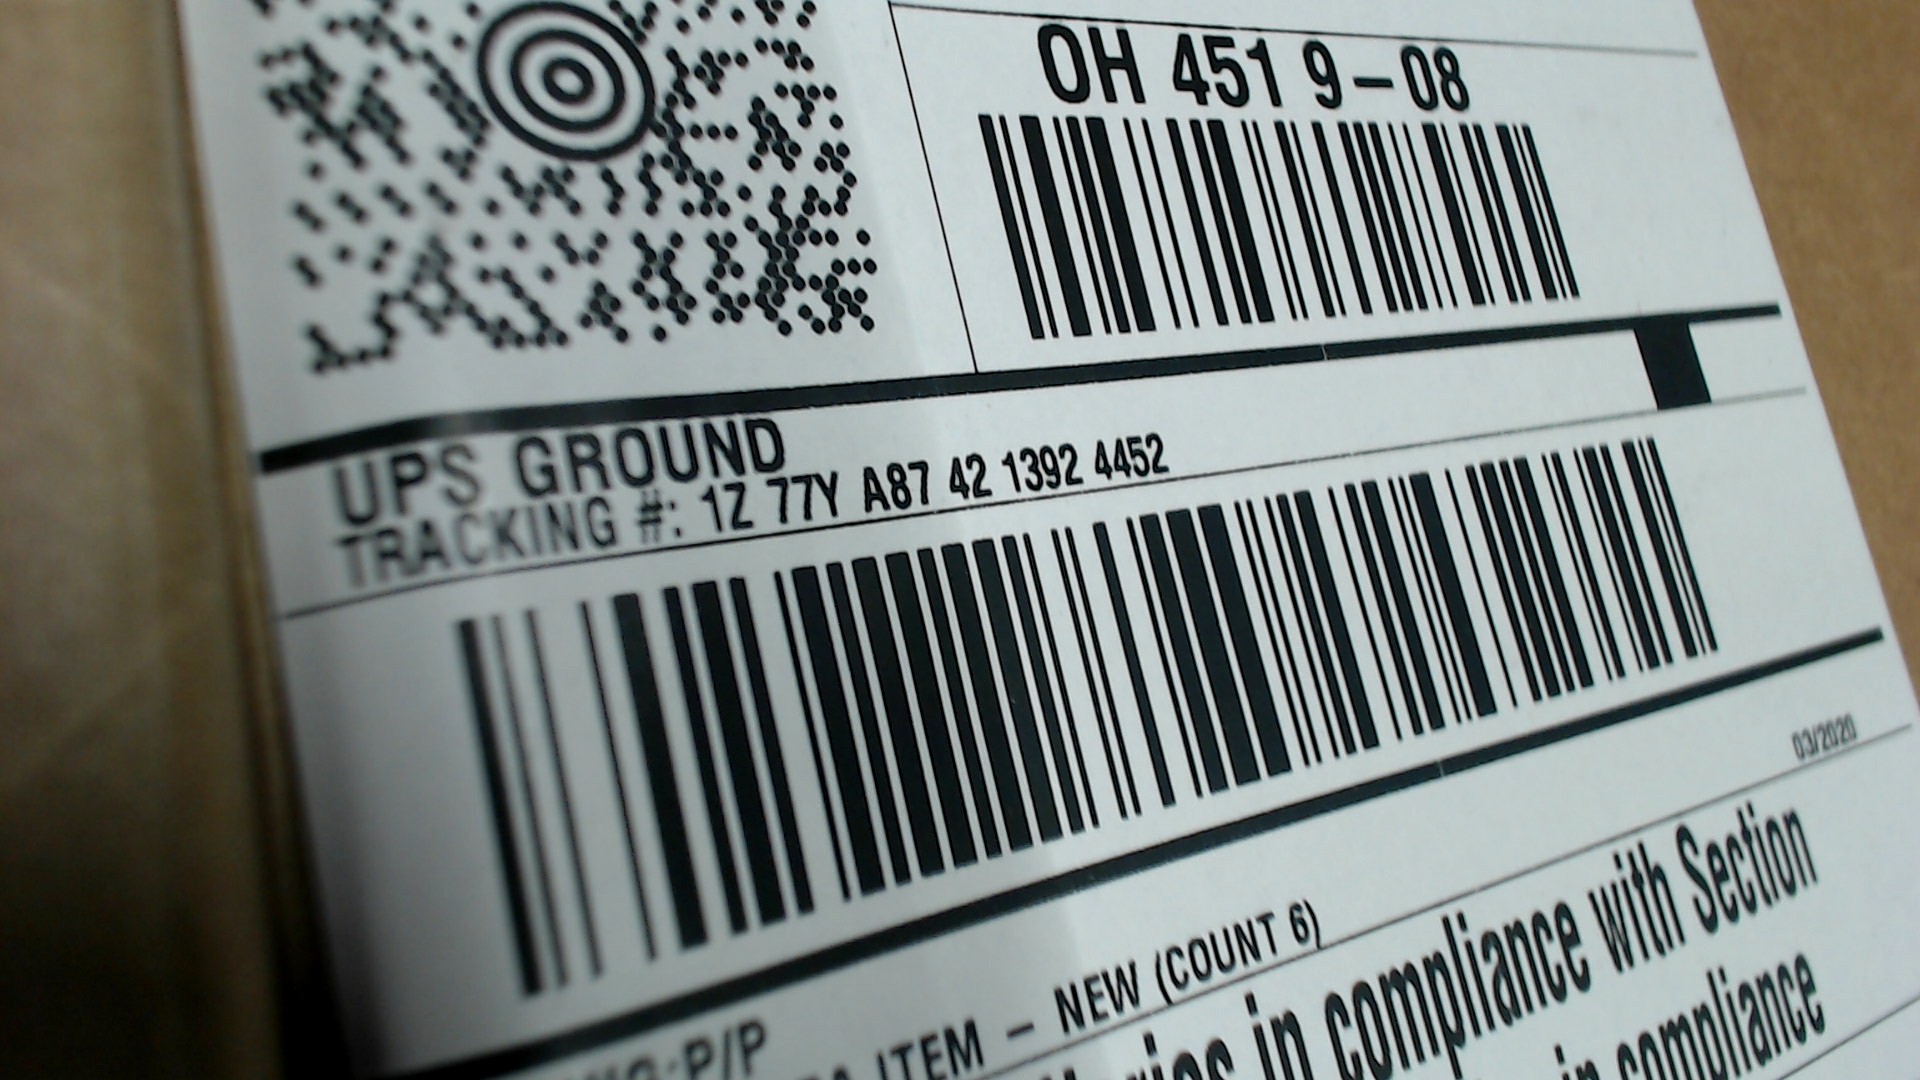 OH 451 9-08
UPS GROUND
TRACKING #: 1Z 77Y A87 42 1392 4452
03/2020
P/P
ITEM - NEW (COUNT 6)
in compliance with Section
in compliance